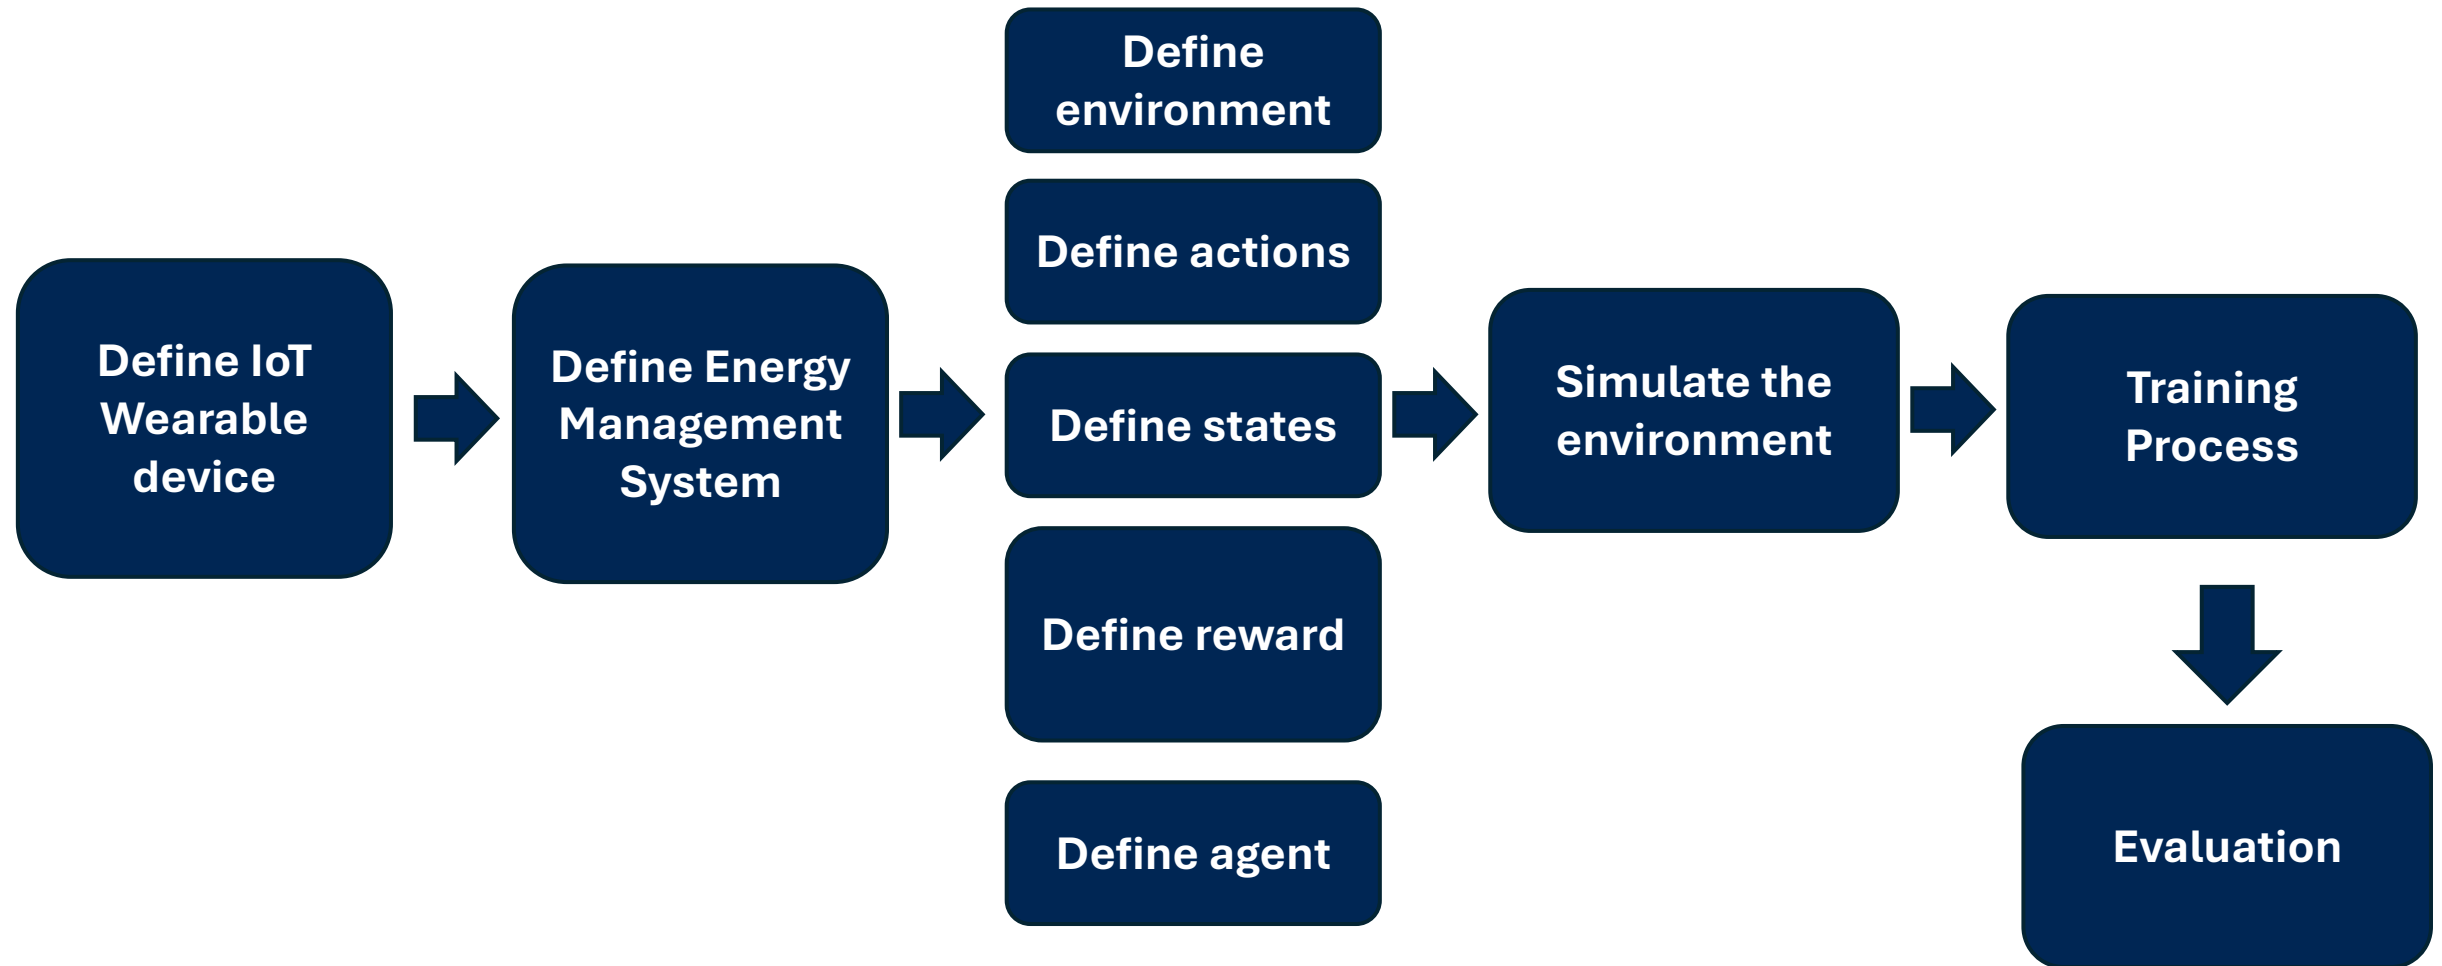 Define IoT
Wearable
device
Define Energy
Management
System
Define
environment
Define actions
Define states
Define reward
Define agent
Simulate the
environment
Training
Process
Evaluation